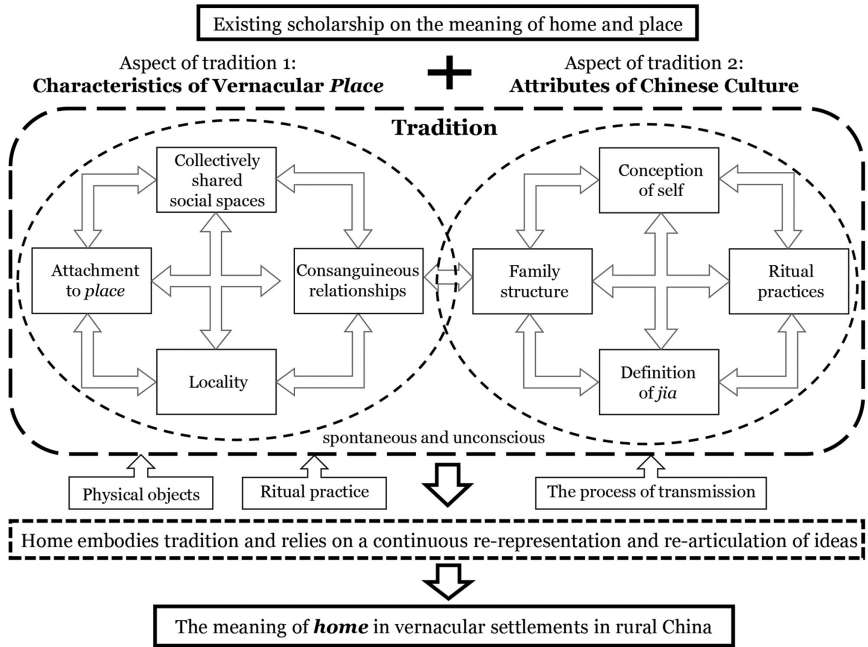 Existing scholarship on the meaning of home and place
Aspect of tradition 1:
Characteristics of Vernacular Place
Aspect of tradition 2:
Attributes of Chinese Culture
Tradition
Collectively
shared
social spaces
Attachment
to place
Consanguineous
relationships
Locality
Conception
of self
Family
structure
Ritual
practices
Definition
of jia
spontaneous and unconscious
Physical objects
Ritual practice
The process of transmission
Home embodies tradition and relies on a continuous re-representation and re-articulation of ideas
The meaning of home in vernacular settlements in rural China